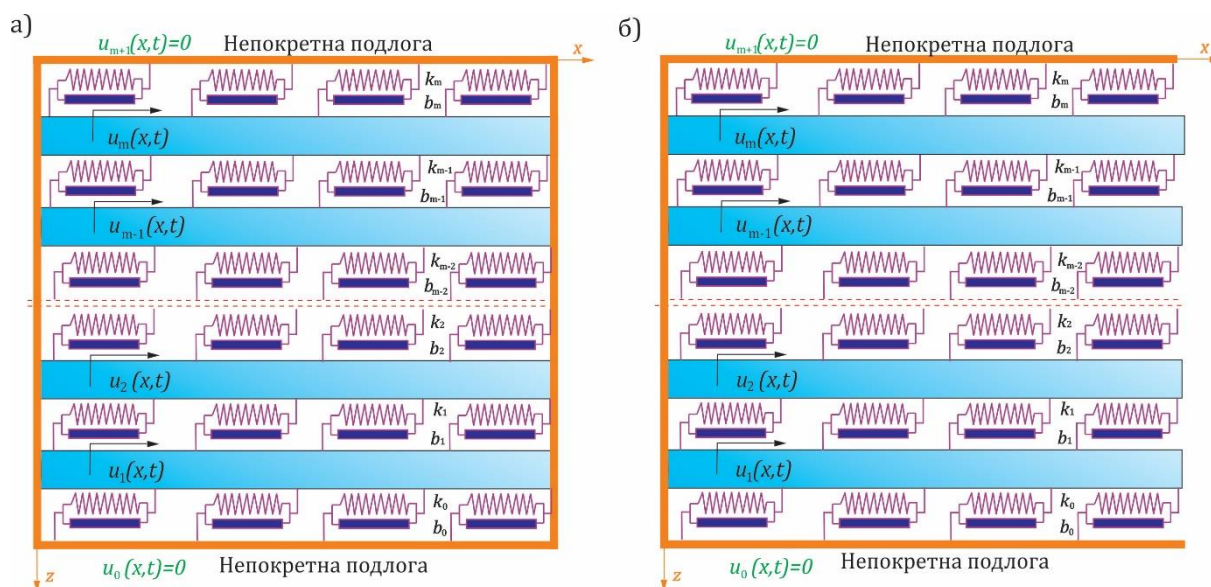 а)
u_{m+1}(x,t)=0 Непокретна подлога
x
k_m
b_m
u_m(x,t)
k_{m-1}
b_{m-1}
u_{m-1}(x,t)
k_{m-2}
b_{m-2}
k_2
b_2
u_2(x,t)
k_1
b_1
u_1(x,t)
k_0
b_0
u_0(x,t)=0 Непокретна подлога
z
б)
u_{m+1}(x,t)=0 Непокретна подлога
x
k_m
b_m
u_m(x,t)
k_{m-1}
b_{m-1}
u_{m-1}(x,t)
k_{m-2}
b_{m-2}
k_2
b_2
u_2(x,t)
k_1
b_1
u_1(x,t)
k_0
b_0
u_0(x,t)=0 Непокретна подлога
z